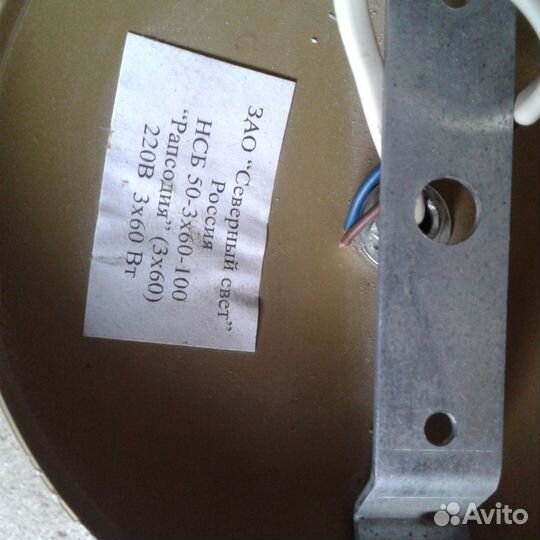 ЗАО “Северный свет”
Россия
НСБ 50-3х60-100
“Рапсодия” (3х60)
220В 3х60 Вт
Avito